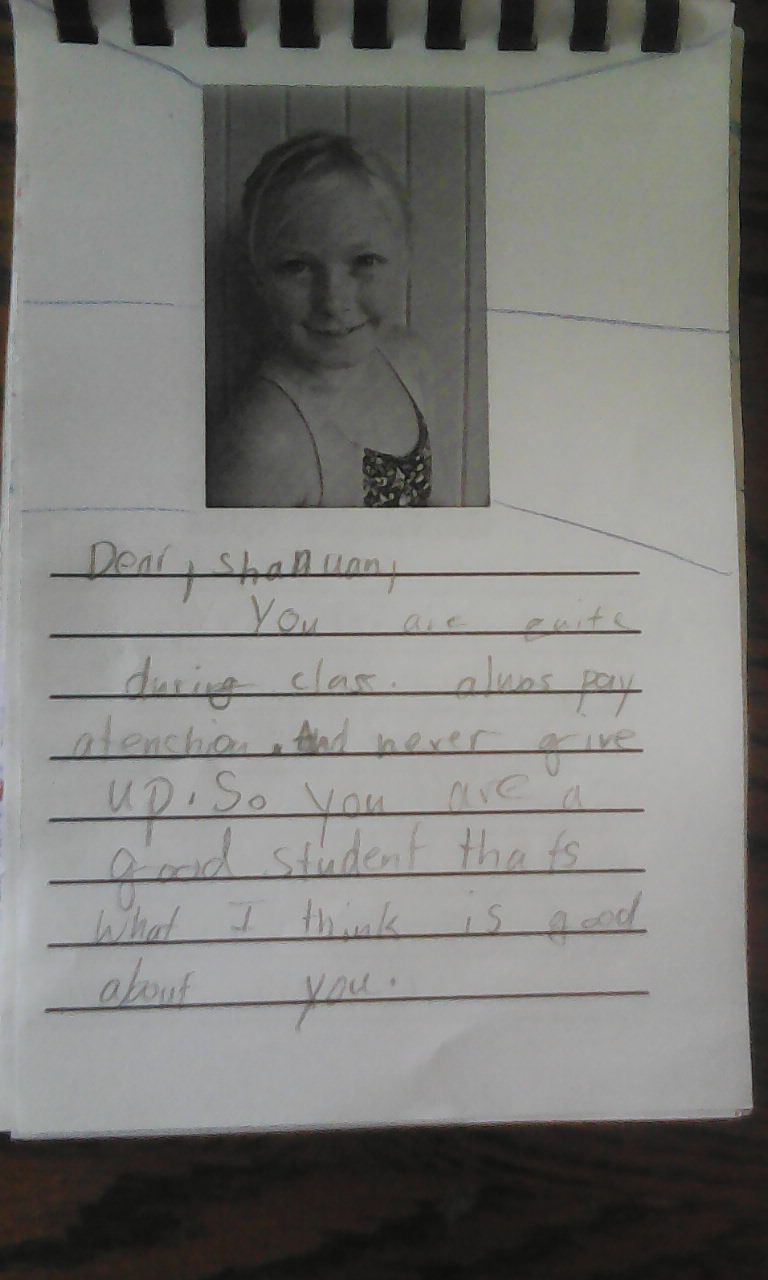 Dear, shannan,
You are quite
during class. alwas pay
atenchion. And never give
up. So you are a
good student thats
what I think is good
about you.